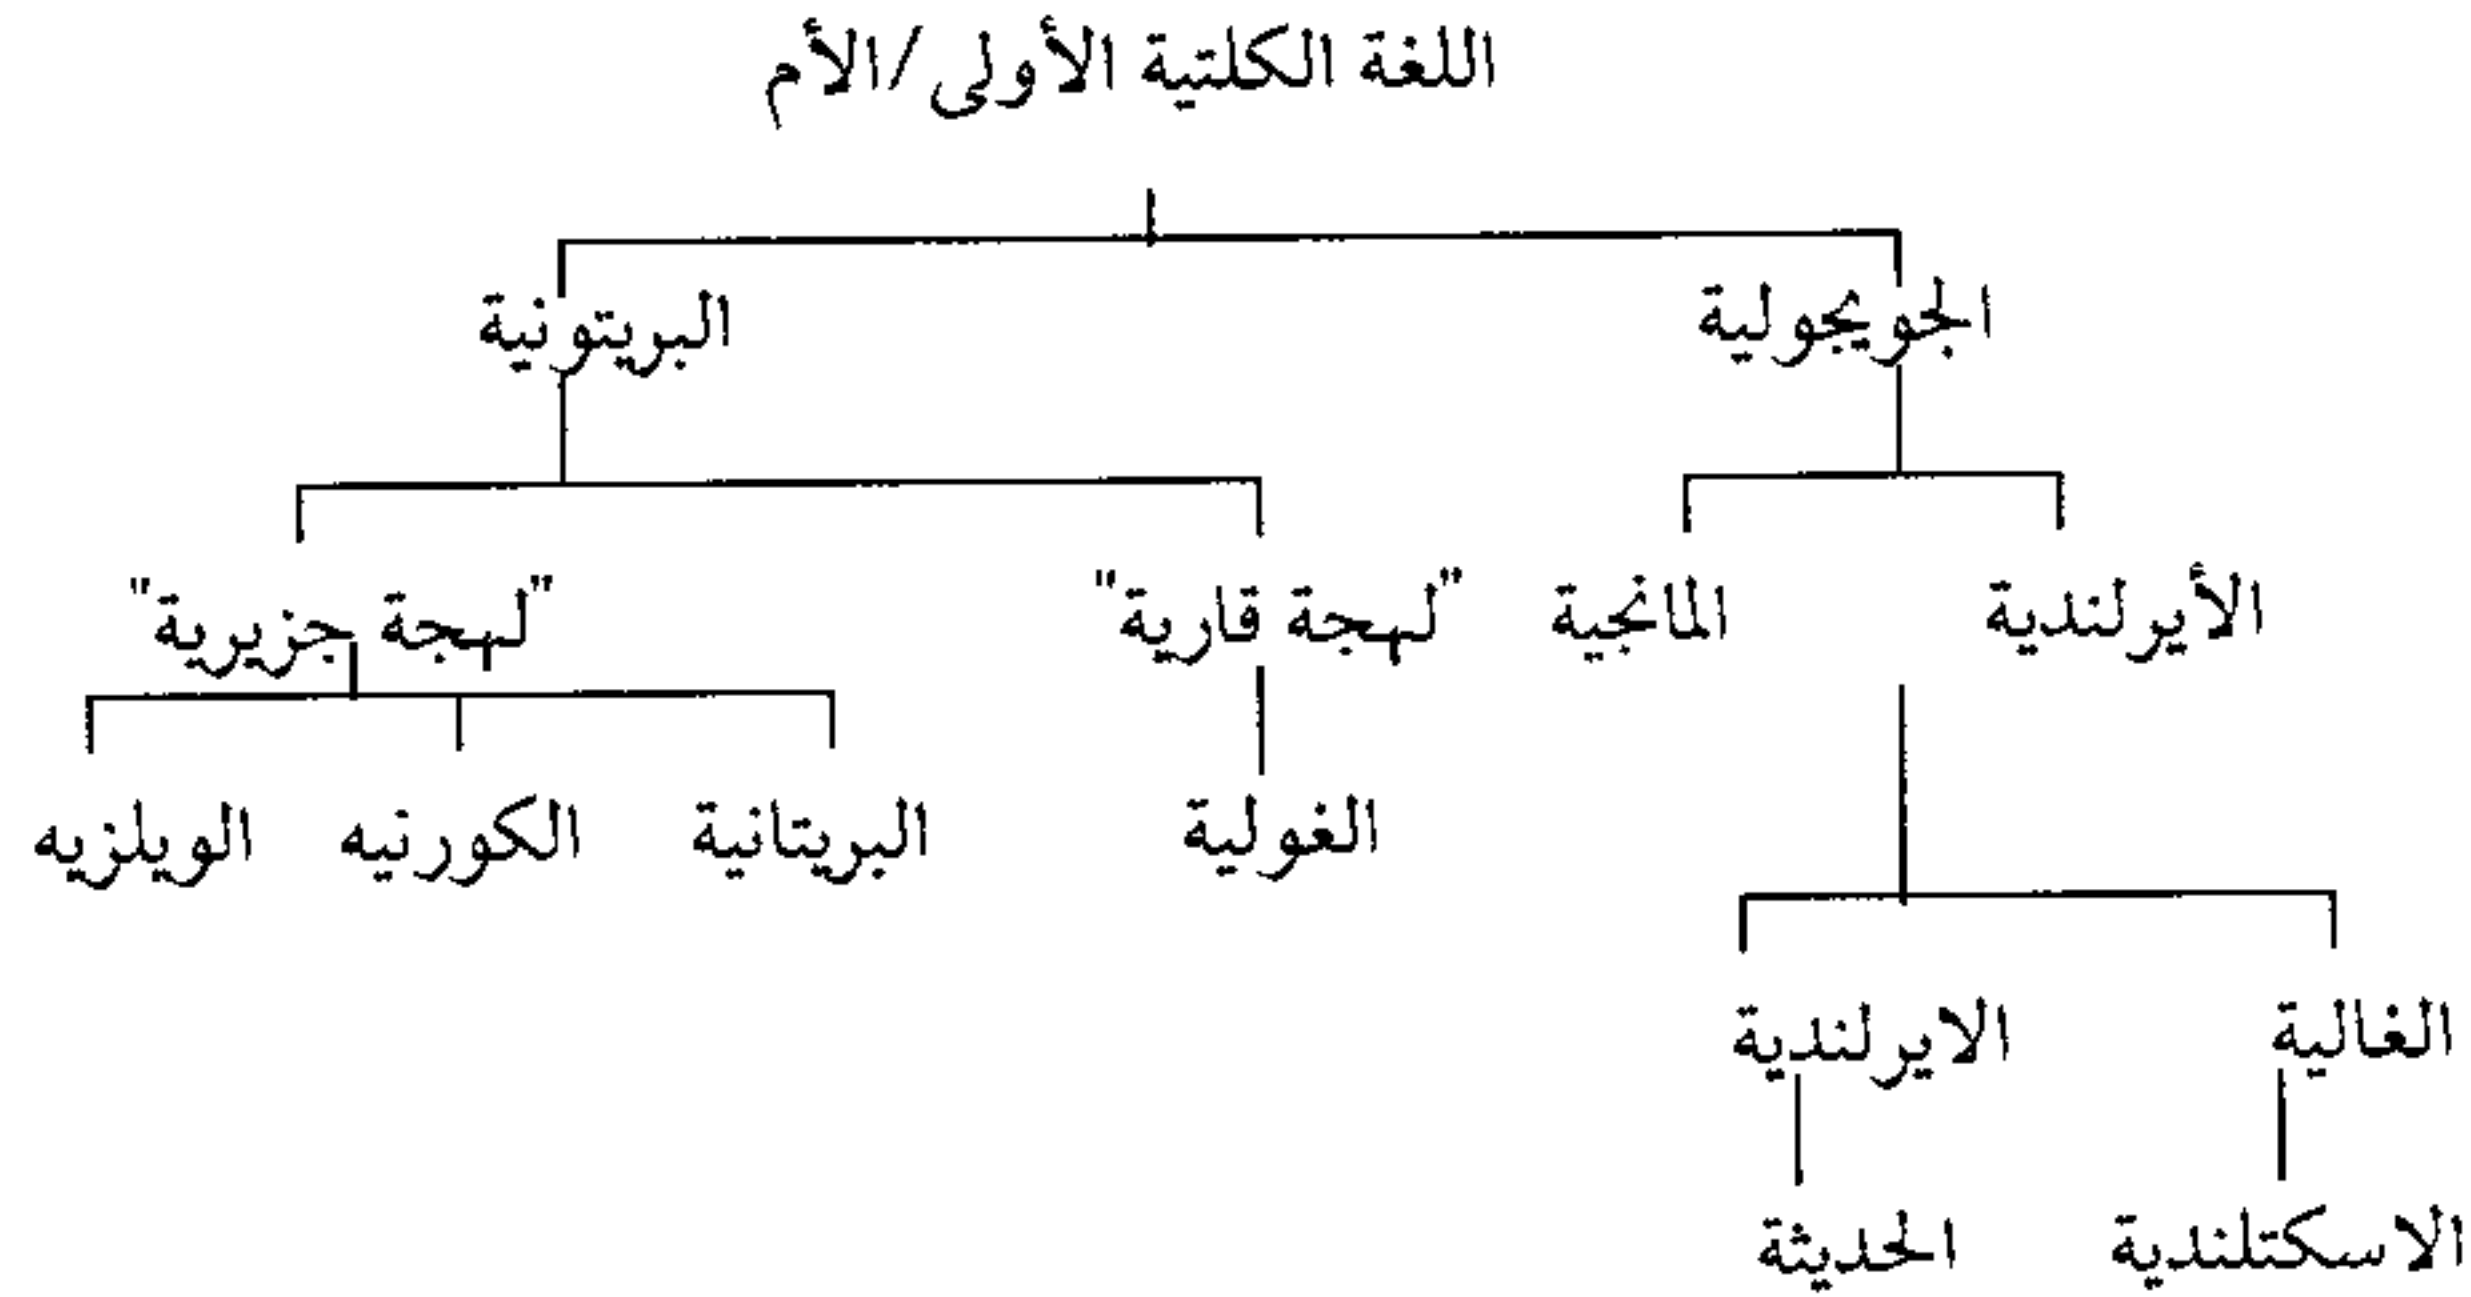 اللغة الكلتية الأولى/الأم
الجويجولية
البريتونية
الأيرلندية
المانجية
"لهجة قارية"
"لهجة جزيرية"
الغولية
البريتانية
الكورنيه
الويلزيه
الغالية
الايرلندية
الاسكتلندية
الحديثة